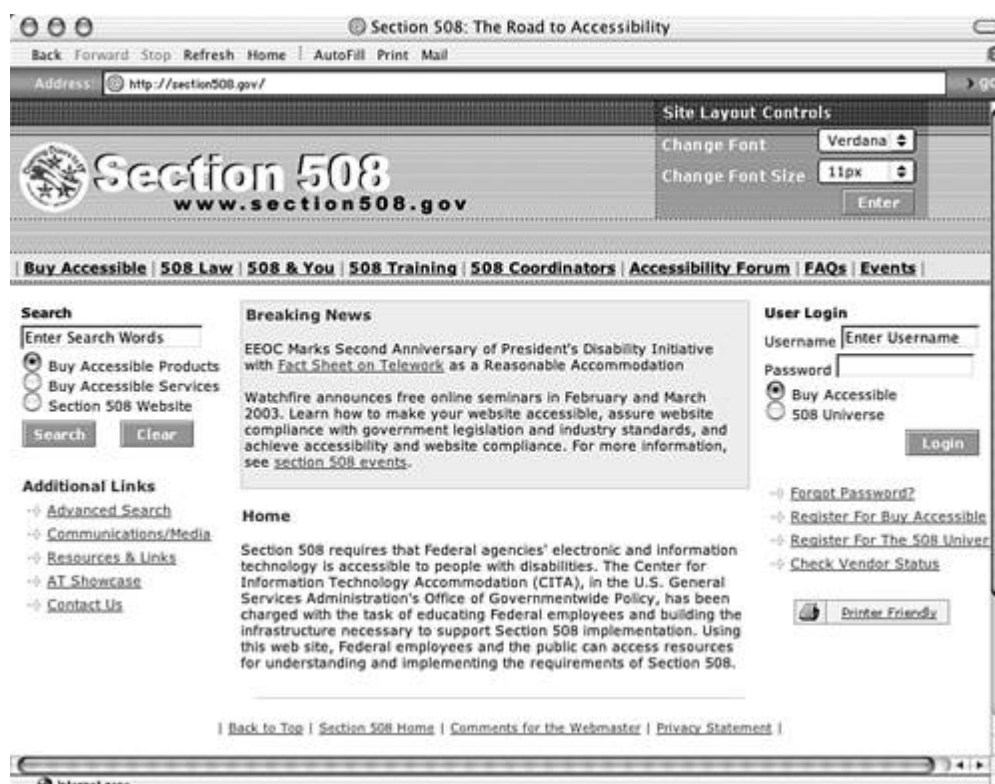 Section 508: The Road to Accessibility
Back Forward Stop Refresh Home AutoFill Print Mail
Address: http://section508.gov/
Site Layout Controls
Change Font Verdana
Change Font Size 11px
Enter
Section 508
www.section508.gov
| Buy Accessible | 508 Law | 508 & You | 508 Training | 508 Coordinators | Accessibility Forum | FAQs | Events |
Search
Enter Search Words
Buy Accessible Products
Buy Accessible Services
Section 508 Website
Search Clear
Additional Links
Advanced Search
Communications/Media
Resources & Links
AT Showcase
Contact Us
Breaking News
EEOC Marks Second Anniversary of President's Disability Initiative
with Fact Sheet on Telework as a Reasonable Accommodation
Watchfire announces free online seminars in February and March
2003. Learn how to make your website accessible, assure website
compliance with government legislation and industry standards, and
achieve accessibility and website compliance. For more information,
see section 508 events.
Home
Section 508 requires that Federal agencies' electronic and information
technology is accessible to people with disabilities. The Center for
Information Technology Accommodation (CITA), in the U.S. General
Services Administration's Office of Governmentwide Policy, has been
charged with the task of educating Federal employees and building the
infrastructure necessary to support Section 508 implementation. Using
this web site, Federal employees and the public can access resources
for understanding and implementing the requirements of Section 508.
User Login
Username Enter Username
Password
Buy Accessible
508 Universe
Login
Forgot Password?
Register For Buy Accessible
Register For The 508 Univer
Check Vendor Status
Printer Friendly
| Back to Top | Section 508 Home | Comments for the Webmaster | Privacy Statement |